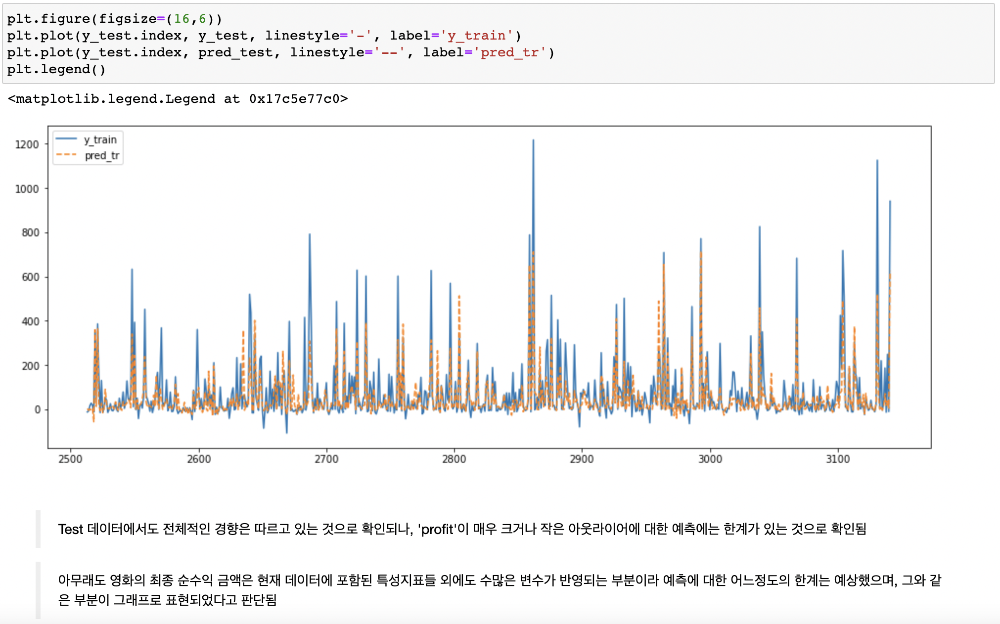 plt.figure(figsize=(16,6))
plt.plot(y_test.index, y_test, linestyle='-', label='y_train')
plt.plot(y_test.index, pred_test, linestyle='--', label='pred_tr')
plt.legend()
<matplotlib.legend.Legend at 0x17c5e77c0>
y_train
pred_tr
1200
1000
800
600
400
200
0
2500 2600 2700 2800 2900 3000 3100
Test 데이터에서도 전체적인 경향은 따르고 있는 것으로 확인되나, 'profit'이 매우 크거나 작은 아웃라이어에 대한 예측에는 한계가 있는 것으로 확인됨
아무래도 영화의 최종 순수익 금액은 현재 데이터에 포함된 특성지표들 외에도 수많은 변수가 반영되는 부분이라 예측에 대한 어느정도의 한계는 예상했으며, 그와 같
은 부분이 그래프로 표현되었다고 판단됨